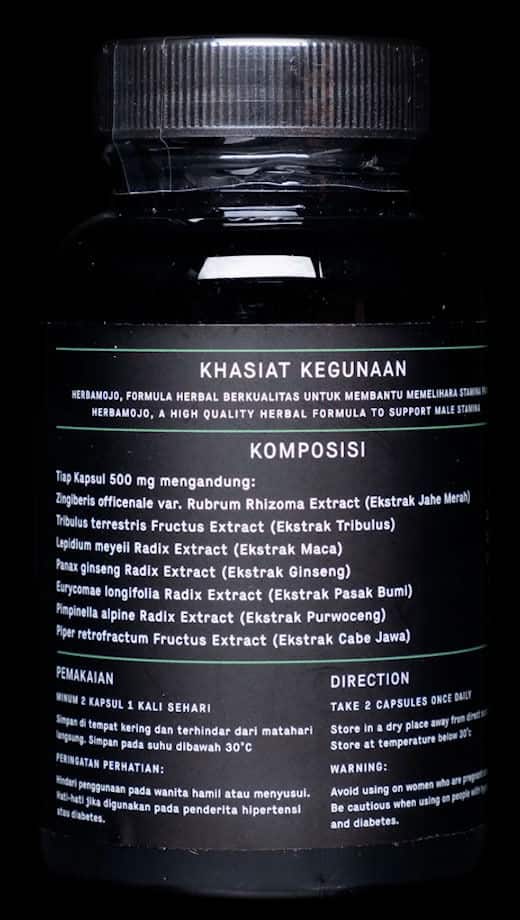 KHASIAT KEGUNAAN
HERBAMOJO, FORMULA HERBAL BERKUALITAS UNTUK MEMBANTU MEMELIHARA STAMINA
HERBAMOJO, A HIGH QUALITY HERBAL FORMULA TO SUPPORT MALE STAMINA
KOMPOSISI
Tiap Kapsul 500 mg mengandung:
Zingiberis officenale var. Rubrum Rhizoma Extract (Ekstrak Jahe Merah)
Tribulus terrestris Fructus Extract (Ekstrak Tribulus)
Lepidium meyeii Radix Extract (Ekstrak Maca)
Panax ginseng Radix Extract (Ekstrak Ginseng)
Eurycomae longifolia Radix Extract (Ekstrak Pasak Bumi)
Pimpinella alpine Radix Extract (Ekstrak Purwoceng)
Piper retrofractum Fructus Extract (Ekstrak Cabe Jawa)
PEMAKAIAN
MINUM 2 KAPSUL 1 KALI SEHARI
Simpan di tempat kering dan terhindar dari matahari
langsung. Simpan pada suhu dibawah 30°C
PERINGATAN PERHATIAN:
Hindari penggunaan pada wanita hamil atau menyusui.
Hati-hati jika digunakan pada penderita hipertensi
atau diabetes.
DIRECTION
TAKE 2 CAPSULES ONCE DAILY
Store in a dry place away from direct
Store at temperature below 30°c
WARNING:
Avoid using on women who are
Be cautious when using on people
and diabetes.